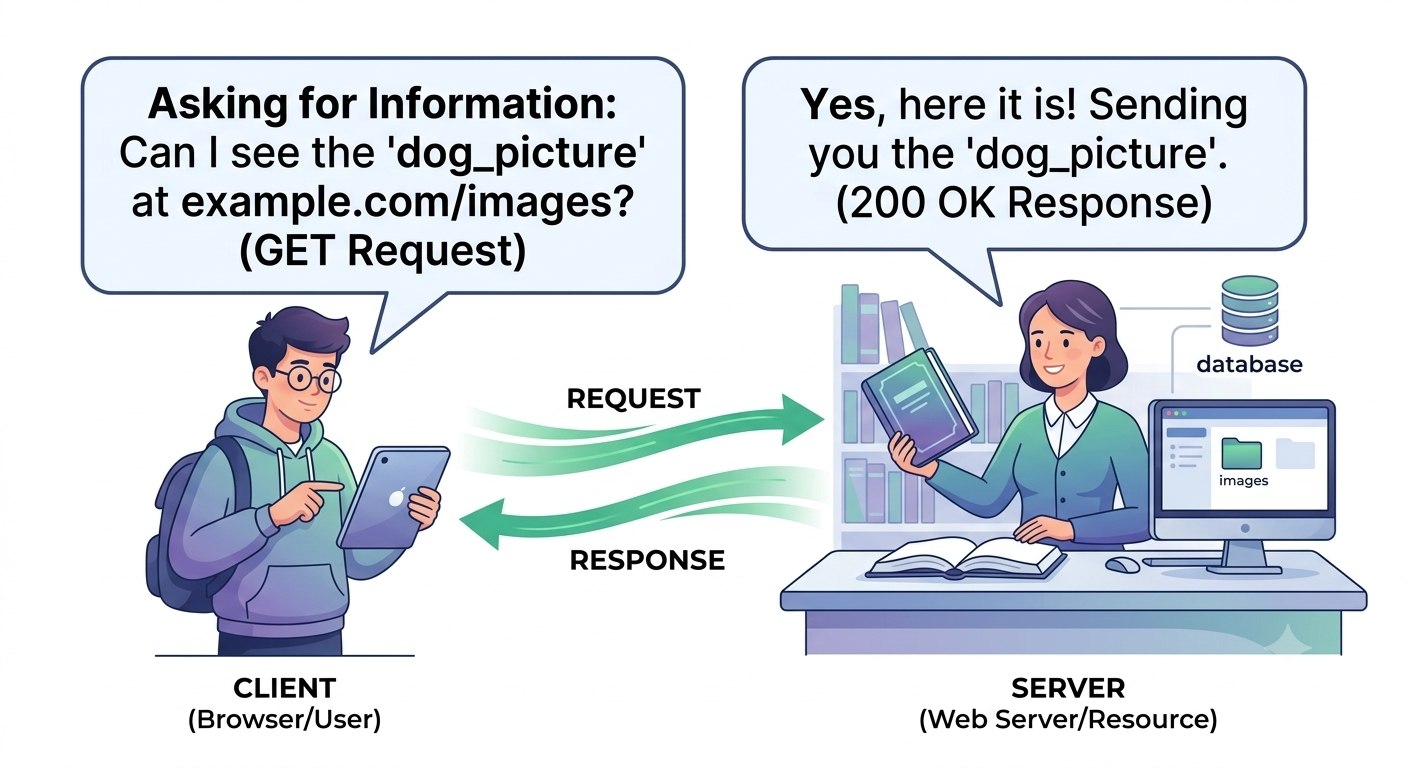 Asking for Information:
Can I see the 'dog_picture'
at example.com/images?
(GET Request)
Yes, here it is! Sending
you the 'dog_picture'.
(200 OK Response)
database
REQUEST
images
RESPONSE
CLIENT
(Browser/User)
SERVER
(Web Server/Resource)